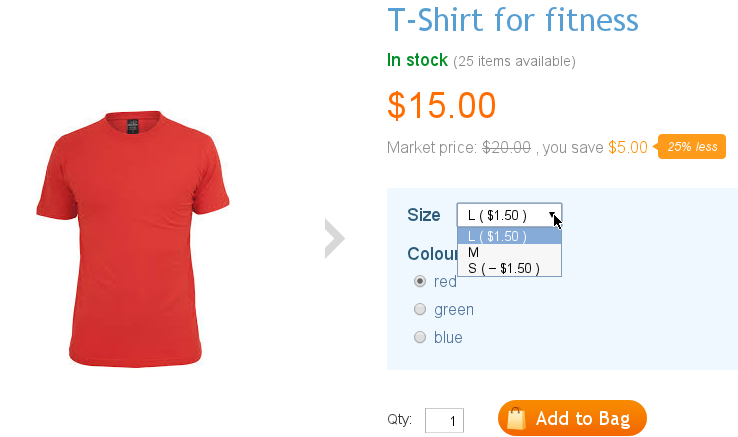 T-Shirt for fitness
In stock (25 items available)
$15.00
Market price: $20.00 , you save $5.00 25% less
Size L ( $1.50 )
L ( $1.50 )
M
S ( – $1.50 )
Colour
red
green
blue
Qty: 1 Add to Bag